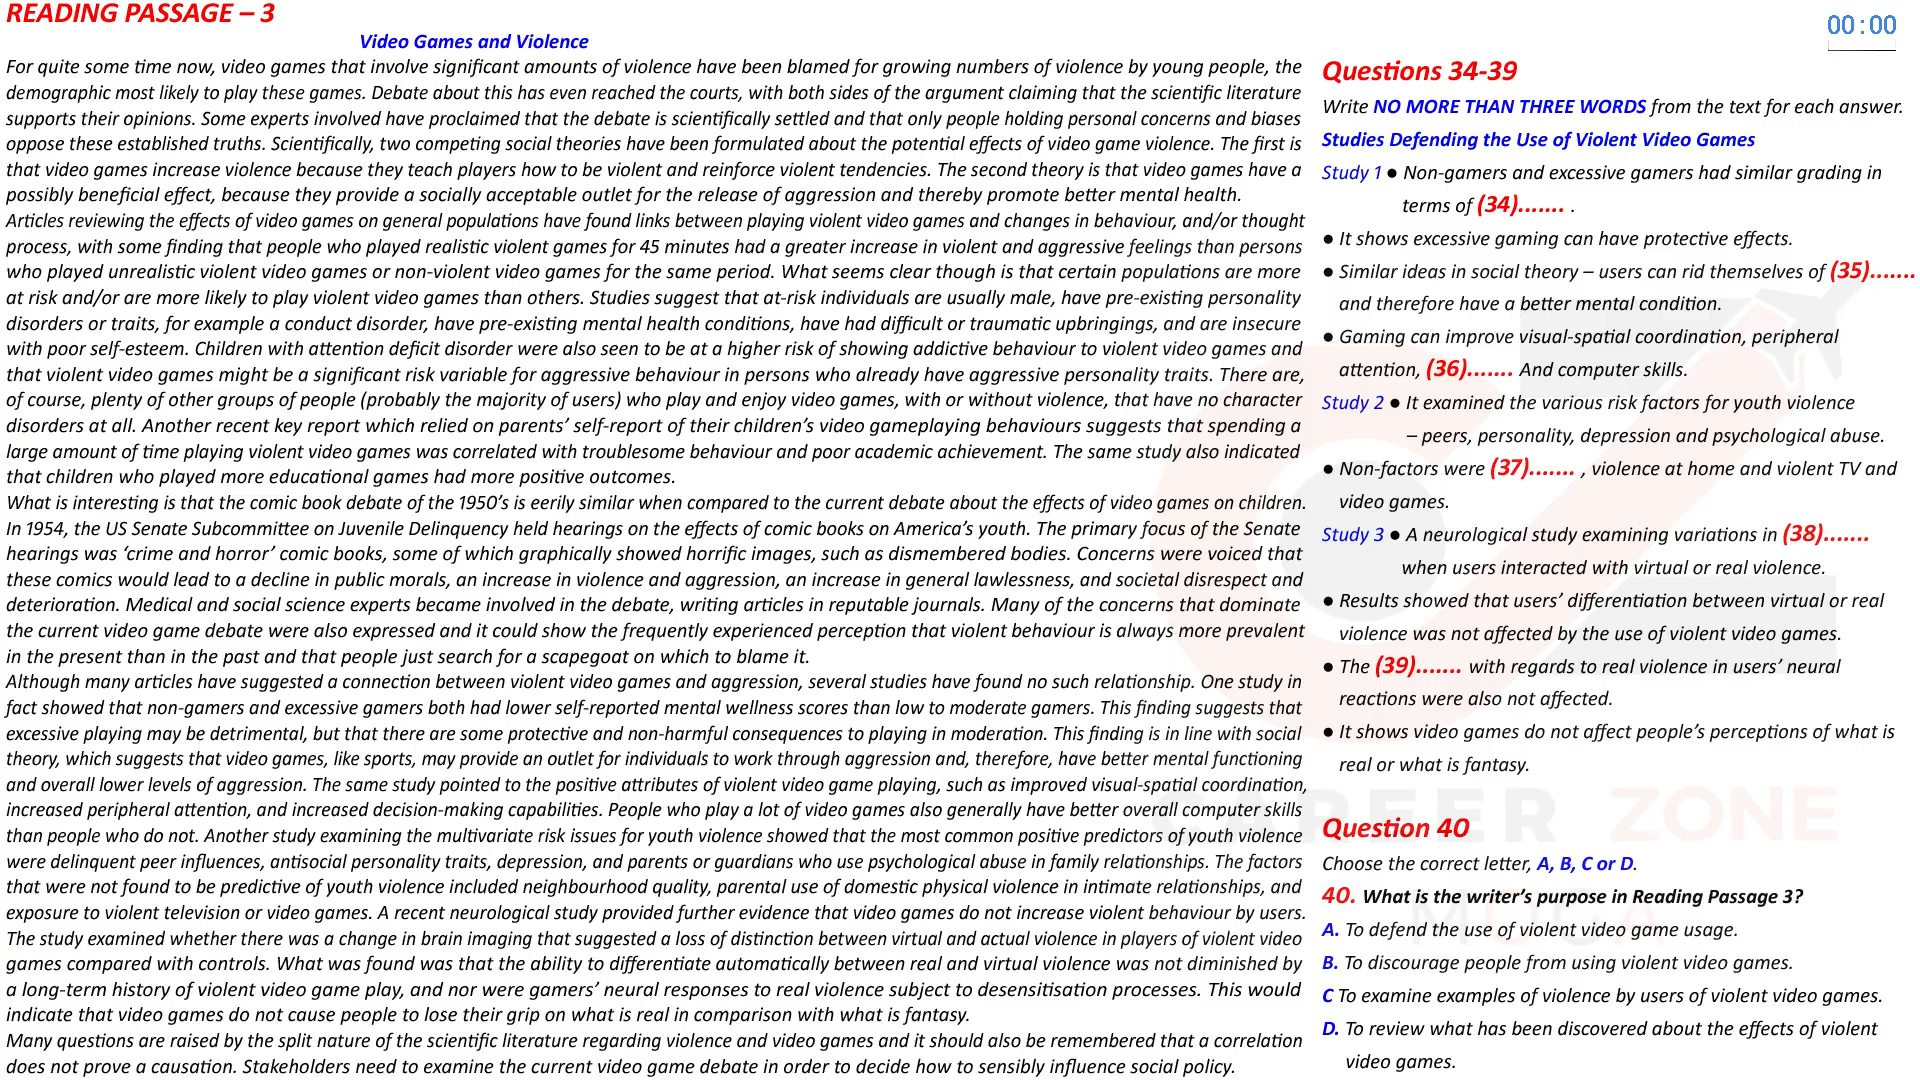 READING PASSAGE – 3
Video Games and Violence
For quite some time now, video games that involve significant amounts of violence have been blamed for growing numbers of violence by young people, the
demographic most likely to play these games. Debate about this has even reached the courts, with both sides of the argument claiming that the scientific literature
supports their opinions. Some experts involved have proclaimed that the debate is scientifically settled and that only people holding personal concerns and biases
oppose these established truths. Scientifically, two competing social theories have been formulated about the potential effects of video game violence. The first is
that video games increase violence because they teach players how to be violent and reinforce violent tendencies. The second theory is that video games have a
possibly beneficial effect, because they provide a socially acceptable outlet for the release of aggression and thereby promote better mental health.
Articles reviewing the effects of video games on general populations have found links between playing violent video games and changes in behaviour, and/or thought
process, with some finding that people who played realistic violent games for 45 minutes had a greater increase in violent and aggressive feelings than persons
who played unrealistic violent video games or non-violent video games for the same period. What seems clear though is that certain populations are more
at risk and/or are more likely to play violent video games than others. Studies suggest that at-risk individuals are usually male, have pre-existing personality
disorders or traits, for example a conduct disorder, have pre-existing mental health conditions, have had difficult or traumatic upbringings, and are insecure
with poor self-esteem. Children with attention deficit disorder were also seen to be at a higher risk of showing addictive behaviour to violent video games and
that violent video games might be a significant risk variable for aggressive behaviour in persons who already have aggressive personality traits. There are,
of course, plenty of other groups of people (probably the majority of users) who play and enjoy video games, with or without violence, that have no character
disorders at all. Another recent key report which relied on parents’ self-report of their children’s video gameplaying behaviours suggests that spending a
large amount of time playing violent video games was correlated with troublesome behaviour and poor academic achievement. The same study also indicated
that children who played more educational games had more positive outcomes.
What is interesting is that the comic book debate of the 1950’s is eerily similar when compared to the current debate about the effects of video games on children.
In 1954, the US Senate Subcommittee on Juvenile Delinquency held hearings on the effects of comic books on America’s youth. The primary focus of the Senate
hearings was ‘crime and horror’ comic books, some of which graphically showed horrific images, such as dismembered bodies. Concerns were voiced that
these comics would lead to a decline in public morals, an increase in violence and aggression, an increase in general lawlessness, and societal disrespect and
deterioration. Medical and social science experts became involved in the debate, writing articles in reputable journals. Many of the concerns that dominate
the current video game debate were also expressed and it could show the frequently experienced perception that violent behaviour is always more prevalent
in the present than in the past and that people just search for a scapegoat on which to blame it.
Although many articles have suggested a connection between violent video games and aggression, several studies have found no such relationship. One study in
fact showed that non-gamers and excessive gamers both had lower self-reported mental wellness scores than low to moderate gamers. This finding suggests that
excessive playing may be detrimental, but that there are some protective and non-harmful consequences to playing in moderation. This finding is in line with social
theory, which suggests that video games, like sports, may provide an outlet for individuals to work through aggression and, therefore, have better mental functioning
and overall lower levels of aggression. The same study pointed to the positive attributes of violent video game playing, such as improved visual-spatial coordination,
increased peripheral attention, and increased decision-making capabilities. People who play a lot of video games also generally have better overall computer skills
than people who do not. Another study examining the multivariate risk issues for youth violence showed that the most common positive predictors of youth violence
were delinquent peer influences, antisocial personality traits, depression, and parents or guardians who use psychological abuse in family relationships. The factors
that were not found to be predictive of youth violence included neighbourhood quality, parental use of domestic physical violence in intimate relationships, and
exposure to violent television or video games. A recent neurological study provided further evidence that video games do not increase violent behaviour by users.
The study examined whether there was a change in brain imaging that suggested a loss of distinction between virtual and actual violence in players of violent video
games compared with controls. What was found was that the ability to differentiate automatically between real and virtual violence was not diminished by
a long-term history of violent video game play, and nor were gamers’ neural responses to real violence subject to desensitisation processes. This would
indicate that video games do not cause people to lose their grip on what is real in comparison with what is fantasy.
Many questions are raised by the split nature of the scientific literature regarding violence and video games and it should also be remembered that a correlation
does not prove a causation. Stakeholders need to examine the current video game debate in order to decide how to sensibly influence social policy.
00:00
Questions 34-39
Write NO MORE THAN THREE WORDS from the text for each answer.
Studies Defending the Use of Violent Video Games
Study 1 ● Non-gamers and excessive gamers had similar grading in
terms of (34)....... .
● It shows excessive gaming can have protective effects.
● Similar ideas in social theory – users can rid themselves of (35).......
and therefore have a better mental condition.
● Gaming can improve visual-spatial coordination, peripheral
attention, (36)....... And computer skills.
Study 2 ● It examined the various risk factors for youth violence
– peers, personality, depression and psychological abuse.
● Non-factors were (37)....... , violence at home and violent TV and
video games.
Study 3 ● A neurological study examining variations in (38).......
when users interacted with virtual or real violence.
● Results showed that users’ differentiation between virtual or real
violence was not affected by the use of violent video games.
● The (39)....... with regards to real violence in users’ neural
reactions were also not affected.
● It shows video games do not affect people’s perceptions of what is
real or what is fantasy.
CAREER ZONE
MOGA
Question 40
Choose the correct letter, A, B, C or D.
40. What is the writer’s purpose in Reading Passage 3?
A. To defend the use of violent video game usage.
B. To discourage people from using violent video games.
C To examine examples of violence by users of violent video games.
D. To review what has been discovered about the effects of violent
video games.